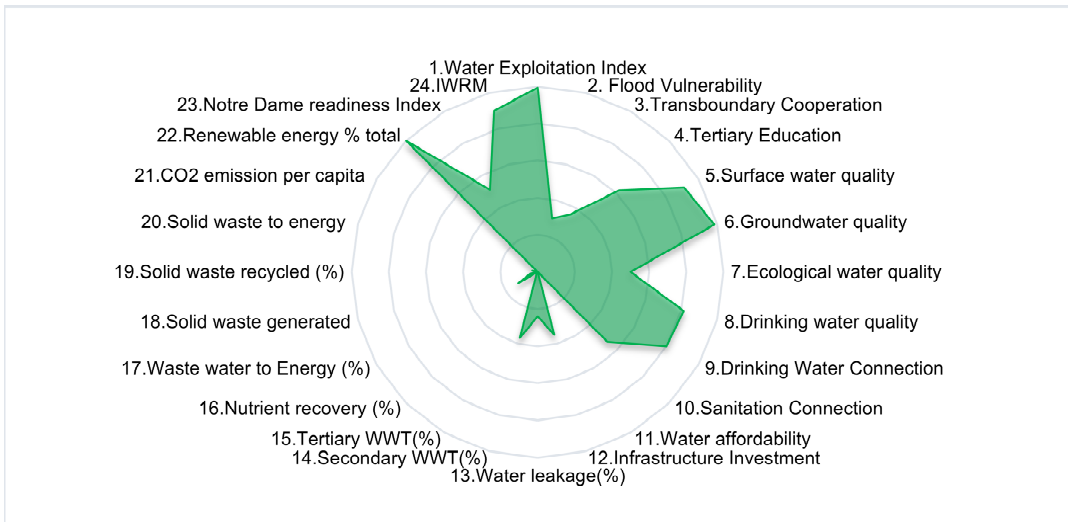 1.Water Exploitation Index
2. Flood Vulnerability
3.Transboundary Cooperation
4.Tertiary Education
5.Surface water quality
6.Groundwater quality
7.Ecological water quality
8.Drinking water quality
9.Drinking Water Connection
10.Sanitation Connection
11.Water affordability
12.Infrastructure Investment
13.Water leakage(%)
14.Secondary WWT(%)
15.Tertiary WWT(%)
16.Nutrient recovery (%)
17.Waste water to Energy (%)
18.Solid waste generated
19.Solid waste recycled (%)
20.Solid waste to energy
21.CO2 emission per capita
22.Renewable energy % total
23.Notre Dame readiness Index
24.IWRM